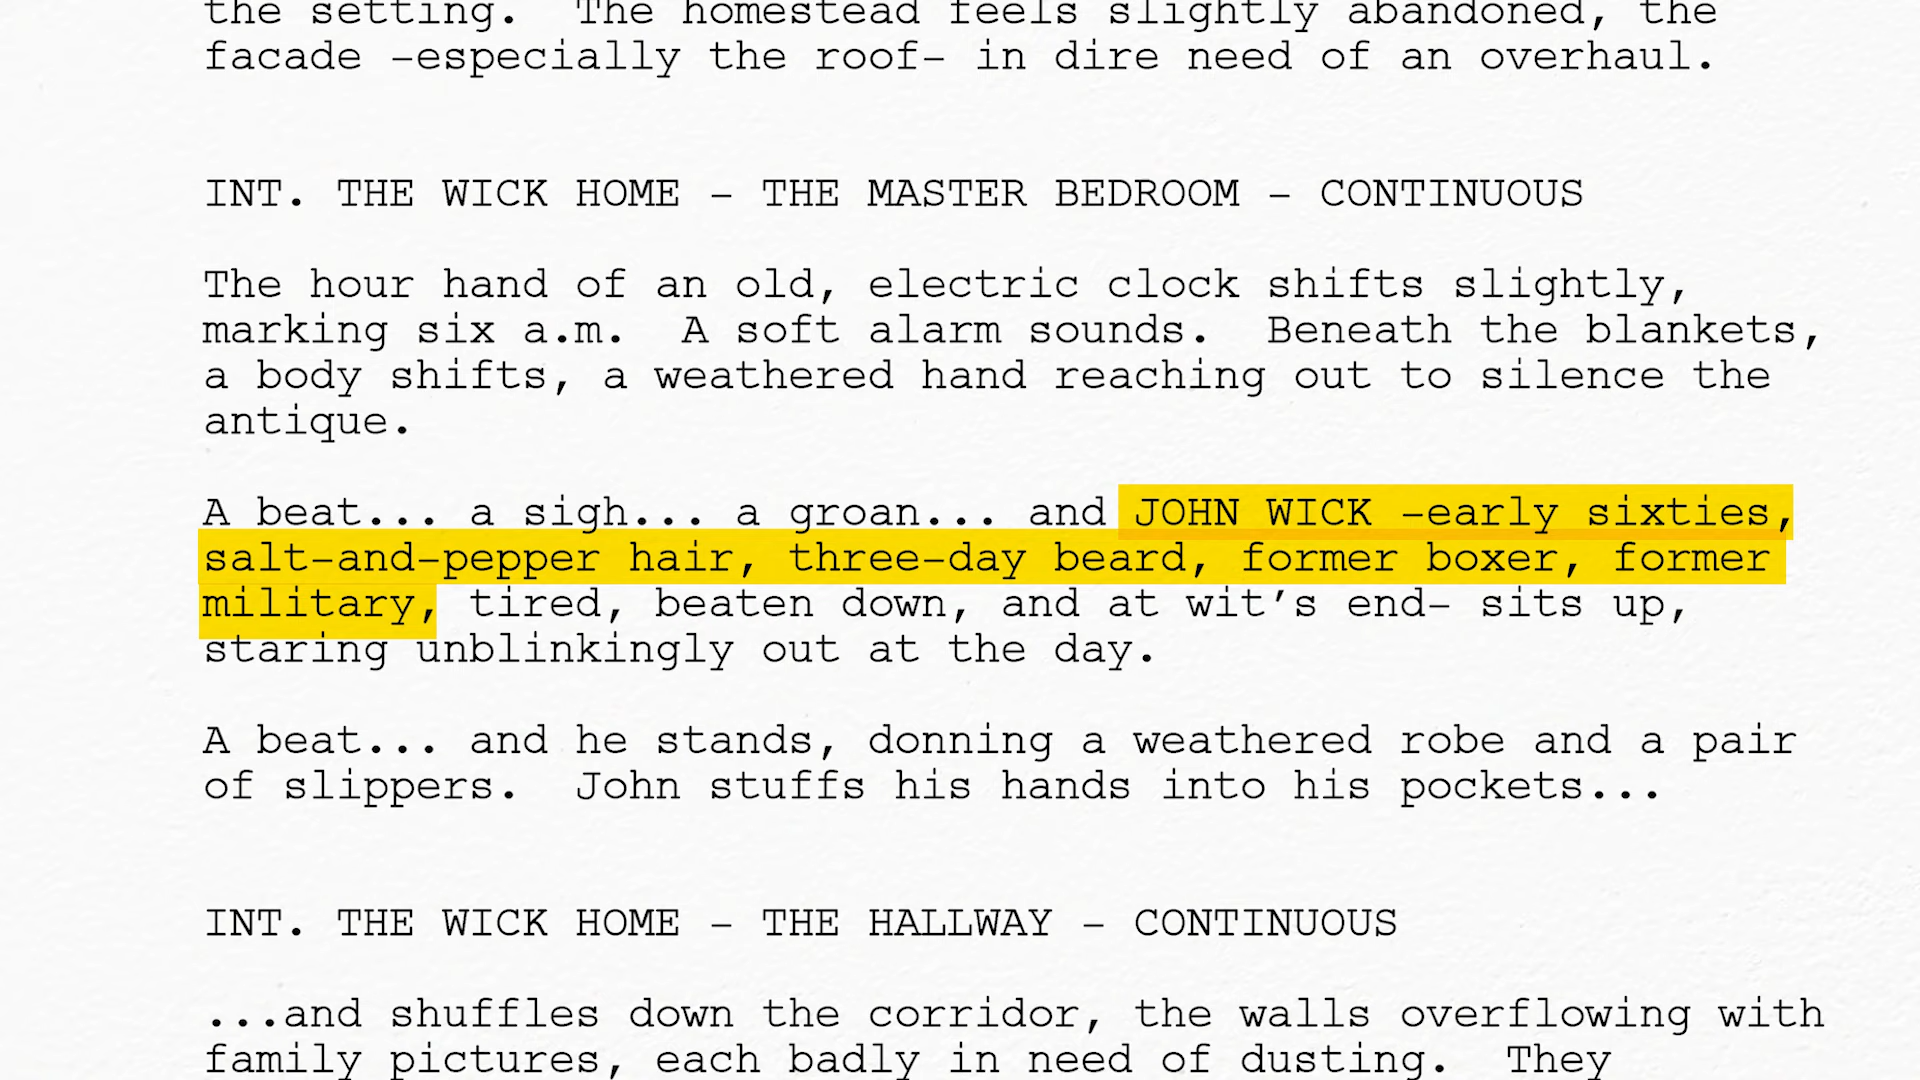 the setting.  The homestead feels slightly abandoned, the
facade -especially the roof- in dire need of an overhaul.
INT. THE WICK HOME - THE MASTER BEDROOM - CONTINUOUS
The hour hand of an old, electric clock shifts slightly,
marking six a.m.  A soft alarm sounds.  Beneath the blankets,
a body shifts, a weathered hand reaching out to silence the
antique.
A beat... a sigh... a groan... and JOHN WICK -early sixties,
salt-and-pepper hair, three-day beard, former boxer, former
military, tired, beaten down, and at wit's end- sits up,
staring unblinkingly out at the day.
A beat... and he stands, donning a weathered robe and a pair
of slippers.  John stuffs his hands into his pockets...
INT. THE WICK HOME - THE HALLWAY - CONTINUOUS
...and shuffles down the corridor, the walls overflowing with
family pictures, each badly in need of dusting.  They